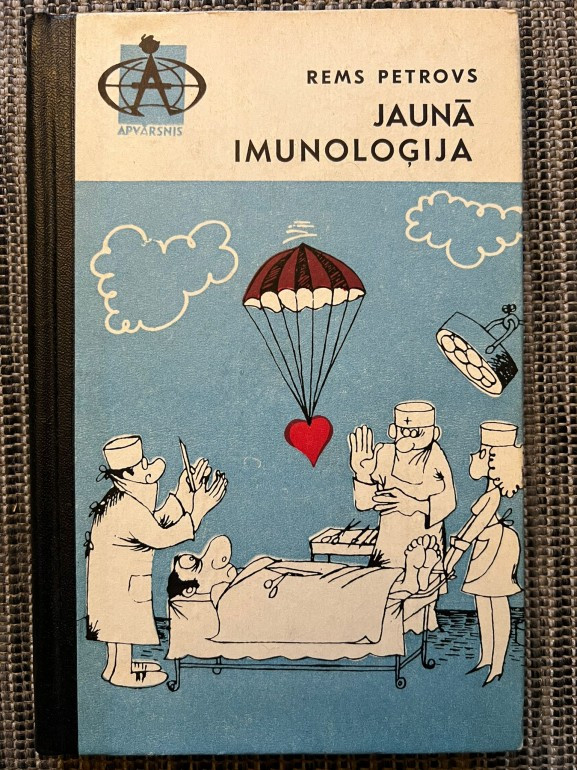 REMS PETROVS
JAUNĀ
IMUNOLOĢIJA
APVĀRSNIS